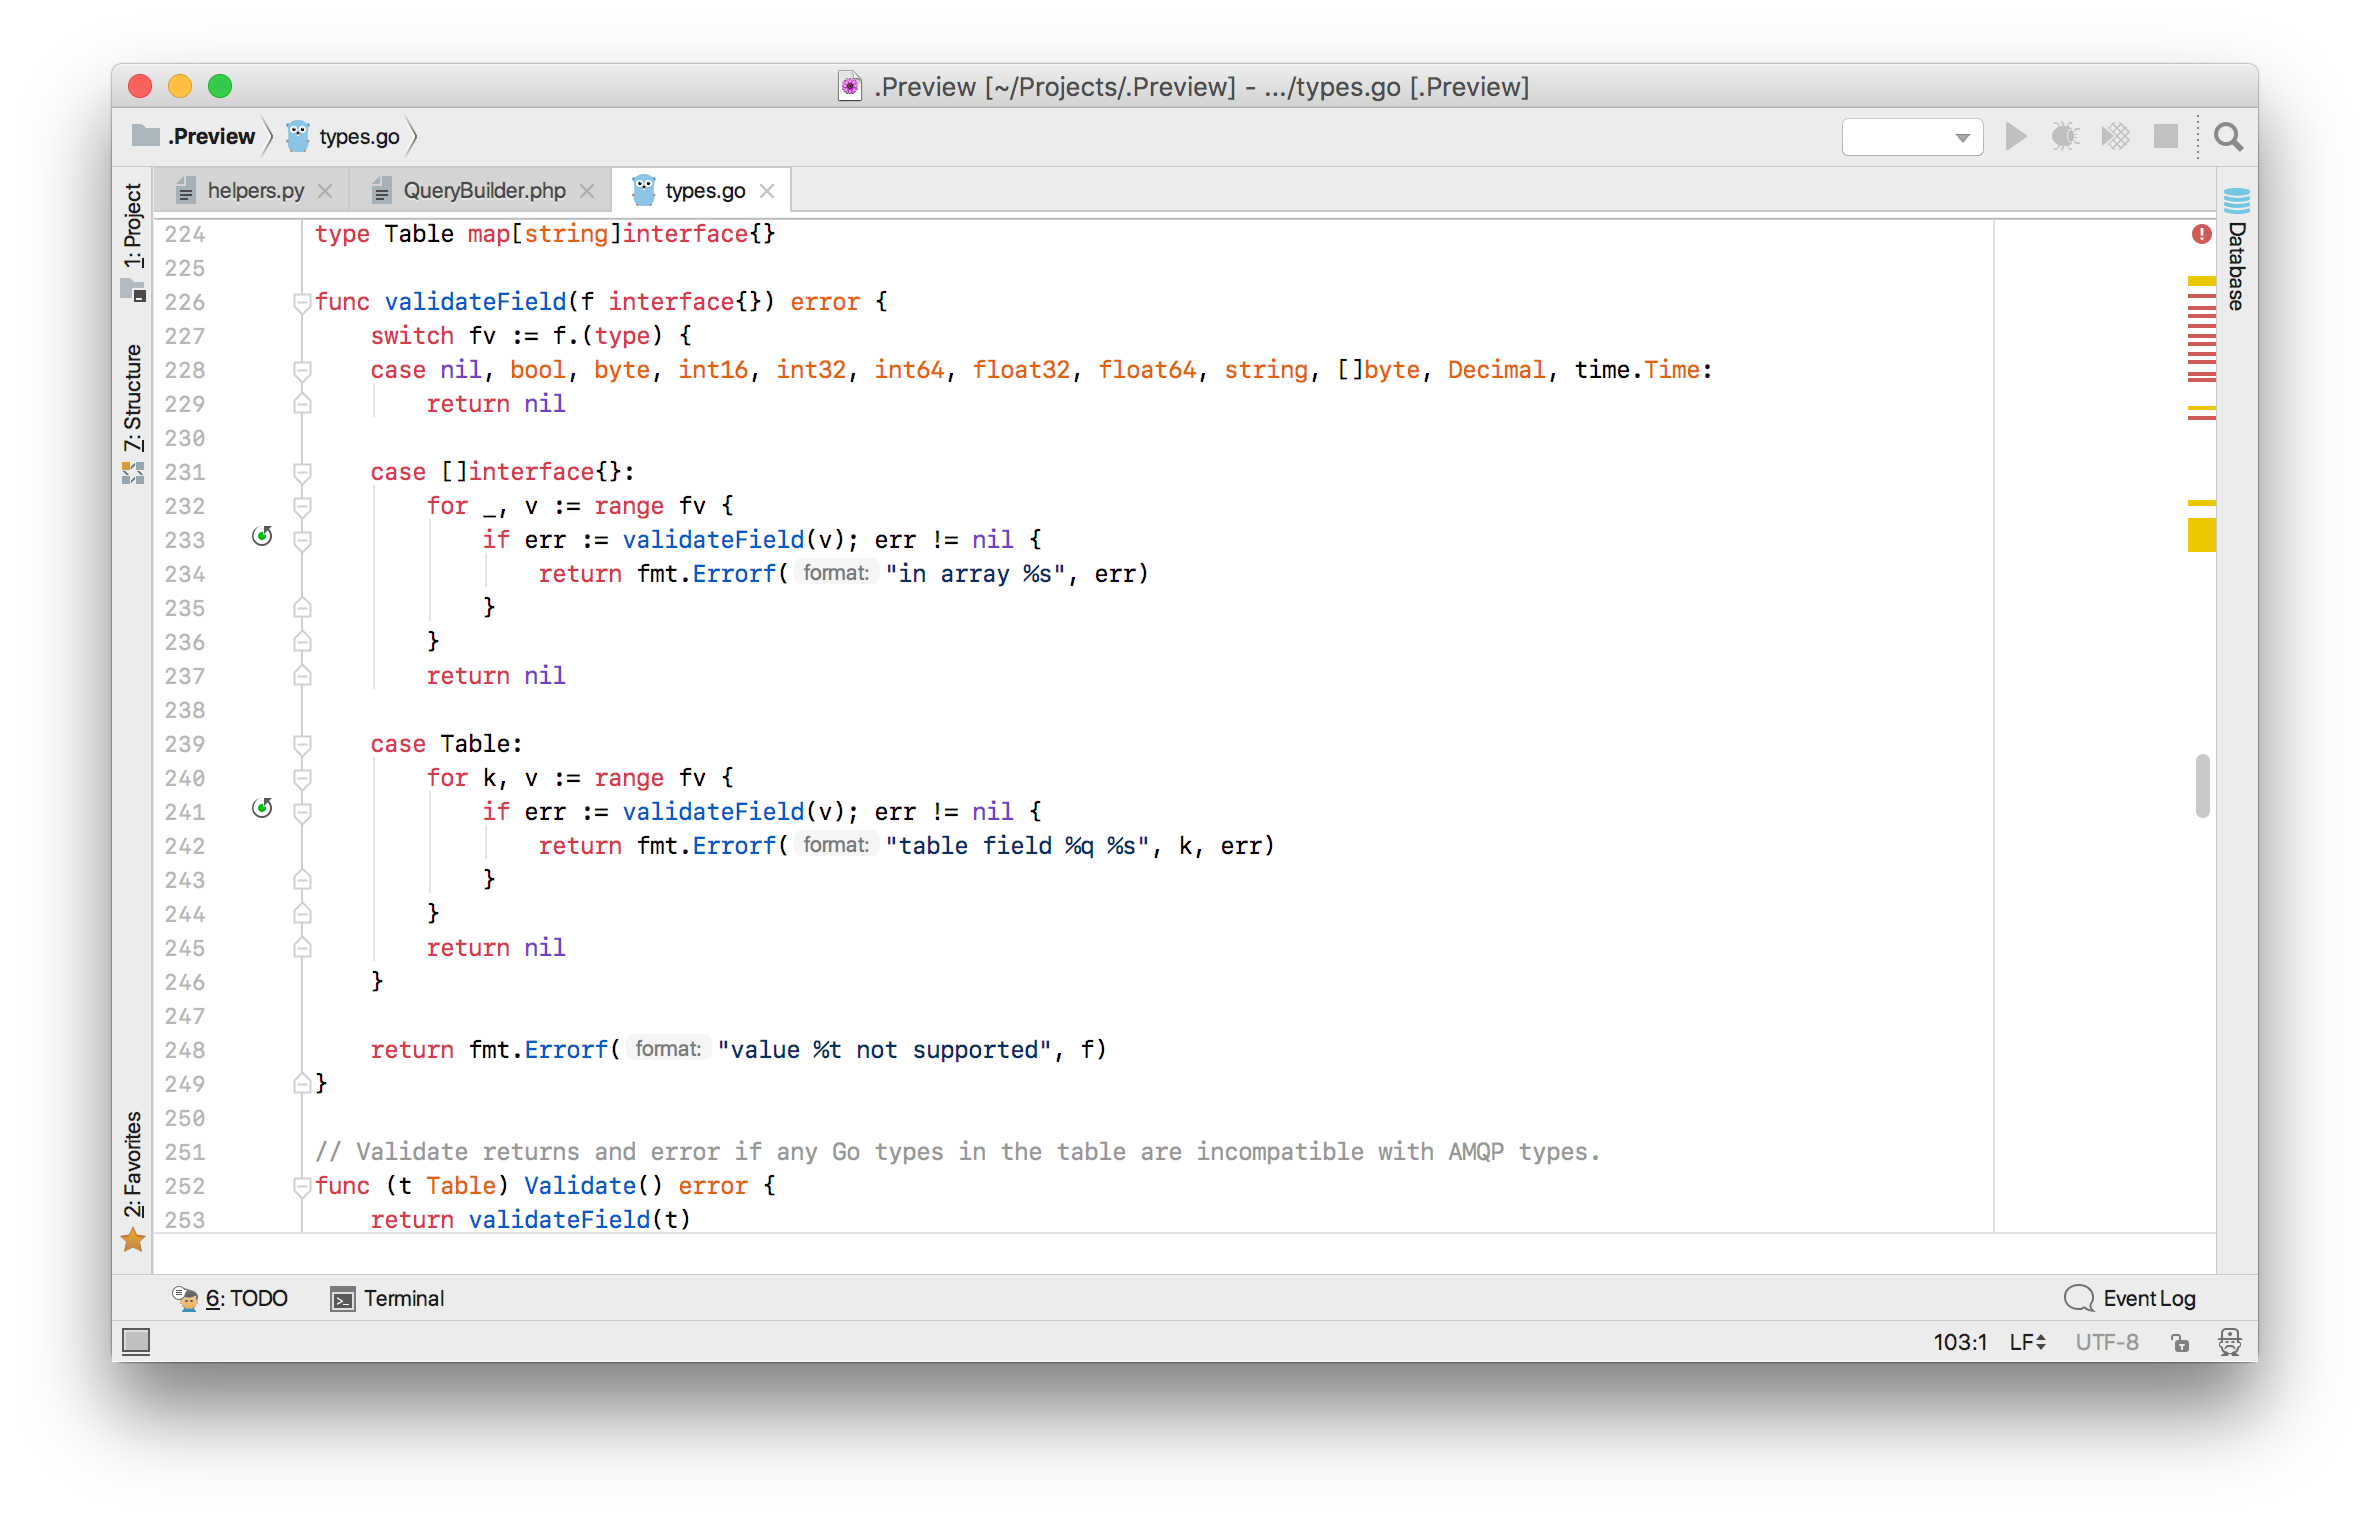 .Preview [~/Projects/.Preview] - .../types.go [.Preview]
.Preview types.go
helpers.py QueryBuilder.php types.go
1: Project
7: Structure
2: Favorites
Database
224 type Table map[string]interface{}
225
226 func validateField(f interface{}) error {
227     switch fv := f.(type) {
228     case nil, bool, byte, int16, int32, int64, float32, float64, string, []byte, Decimal, time.Time:
229         return nil
230
231     case []interface{}:
232         for _, v := range fv {
233             if err := validateField(v); err != nil {
234                 return fmt.Errorf( format: "in array %s", err)
235             }
236         }
237         return nil
238
239     case Table:
240         for k, v := range fv {
241             if err := validateField(v); err != nil {
242                 return fmt.Errorf( format: "table field %q %s", k, err)
243             }
244         }
245         return nil
246     }
247
248     return fmt.Errorf( format: "value %t not supported", f)
249 }
250
251 // Validate returns and error if any Go types in the table are incompatible with AMQP types.
252 func (t Table) Validate() error {
253     return validateField(t)
6: TODO Terminal Event Log
103:1 LF UTF-8